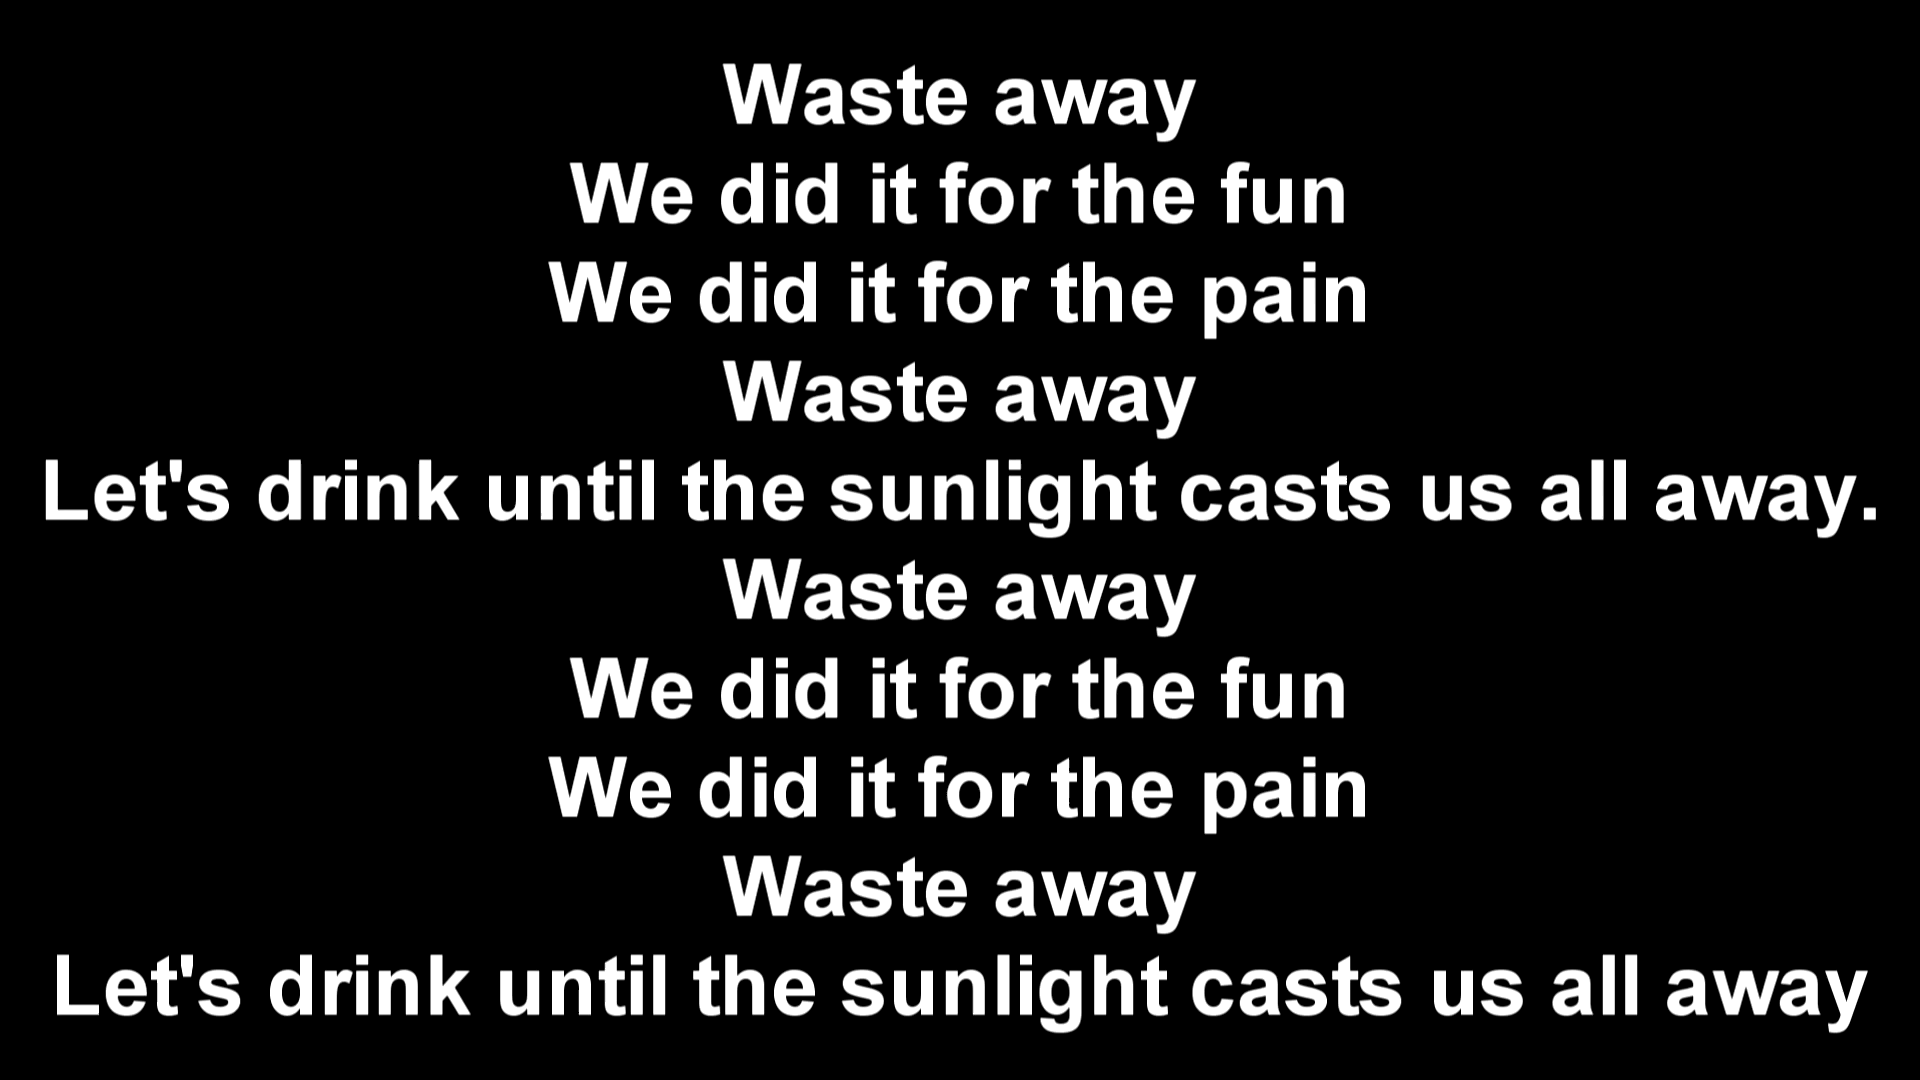 Waste away
We did it for the fun
We did it for the pain
Waste away
Let's drink until the sunlight casts us all away.
Waste away
We did it for the fun
We did it for the pain
Waste away
Let's drink until the sunlight casts us all away